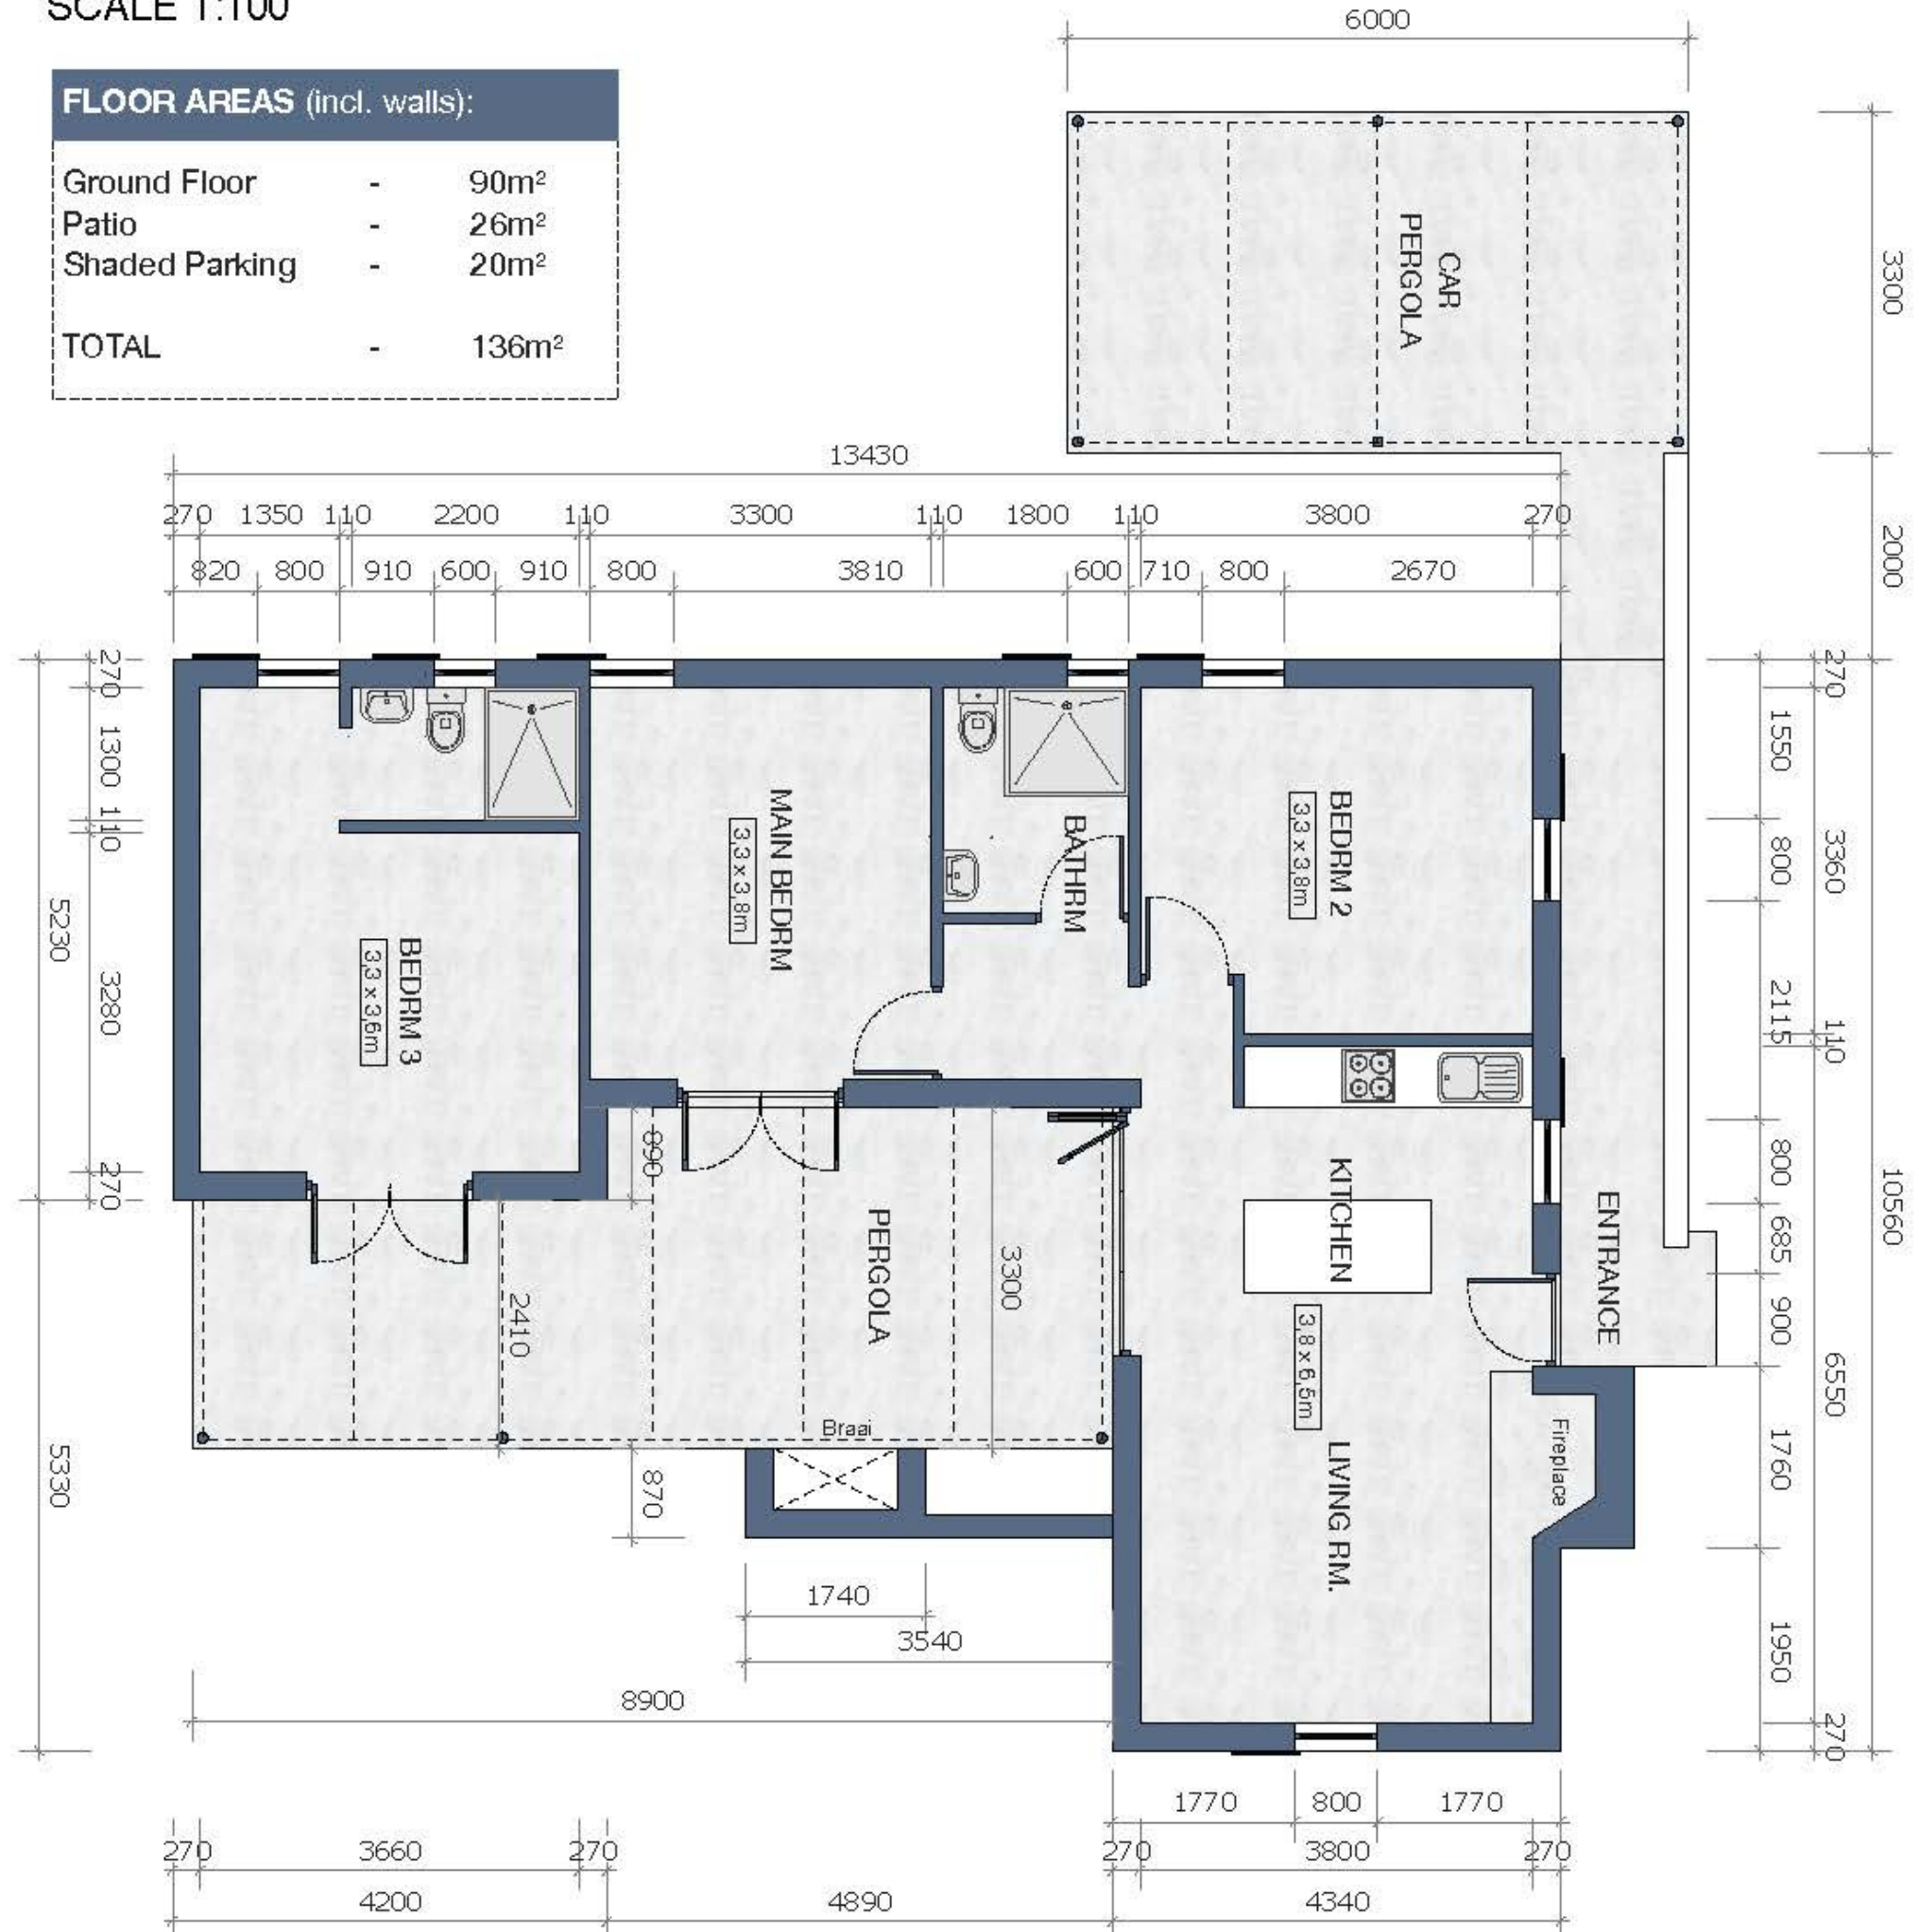 SCALE 1:100
6000
FLOOR AREAS (incl. walls):
Ground Floor - 90m²
Patio - 26m²
Shaded Parking - 20m²
TOTAL - 136m²
CAR
PERGOLA
3300
2000
13430
270 1350 110 2200 110 3300 110 1800 110 3800 270
820 800 910 600 910 800 3810 600 710 800 2670
270
1300
110
3280
270
5230
5330
BEDRM 3
3,3 x 3,6m
MAIN BEDRM
3,3 x 3,8m
BATHRM
BEDRM 2
3,3 x 3,8m
KITCHEN
3,8 x 6,5m
LIVING RM.
ENTRANCE
Fireplace
PERGOLA
Braai
890
2410
3300
870
1550
800
2115
800
685
900
1760
1950
270
3360
110
6550
270
10560
1740
3540
8900
1770 800 1770
270 3660 270 270 3800 270
4200 4890 4340